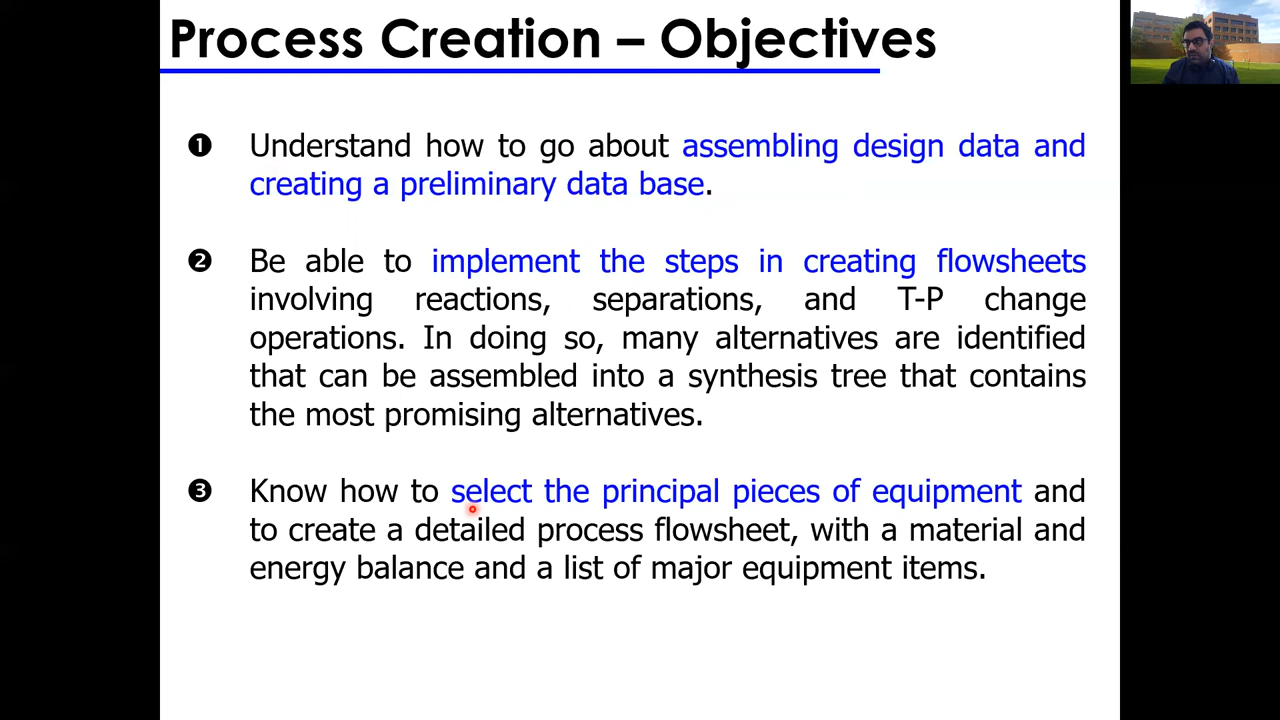 Process Creation – Objectives
❶ Understand how to go about assembling design data and
creating a preliminary data base.
❷ Be able to implement the steps in creating flowsheets
involving reactions, separations, and T-P change
operations. In doing so, many alternatives are identified
that can be assembled into a synthesis tree that contains
the most promising alternatives.
❸ Know how to select the principal pieces of equipment and
to create a detailed process flowsheet, with a material and
energy balance and a list of major equipment items.